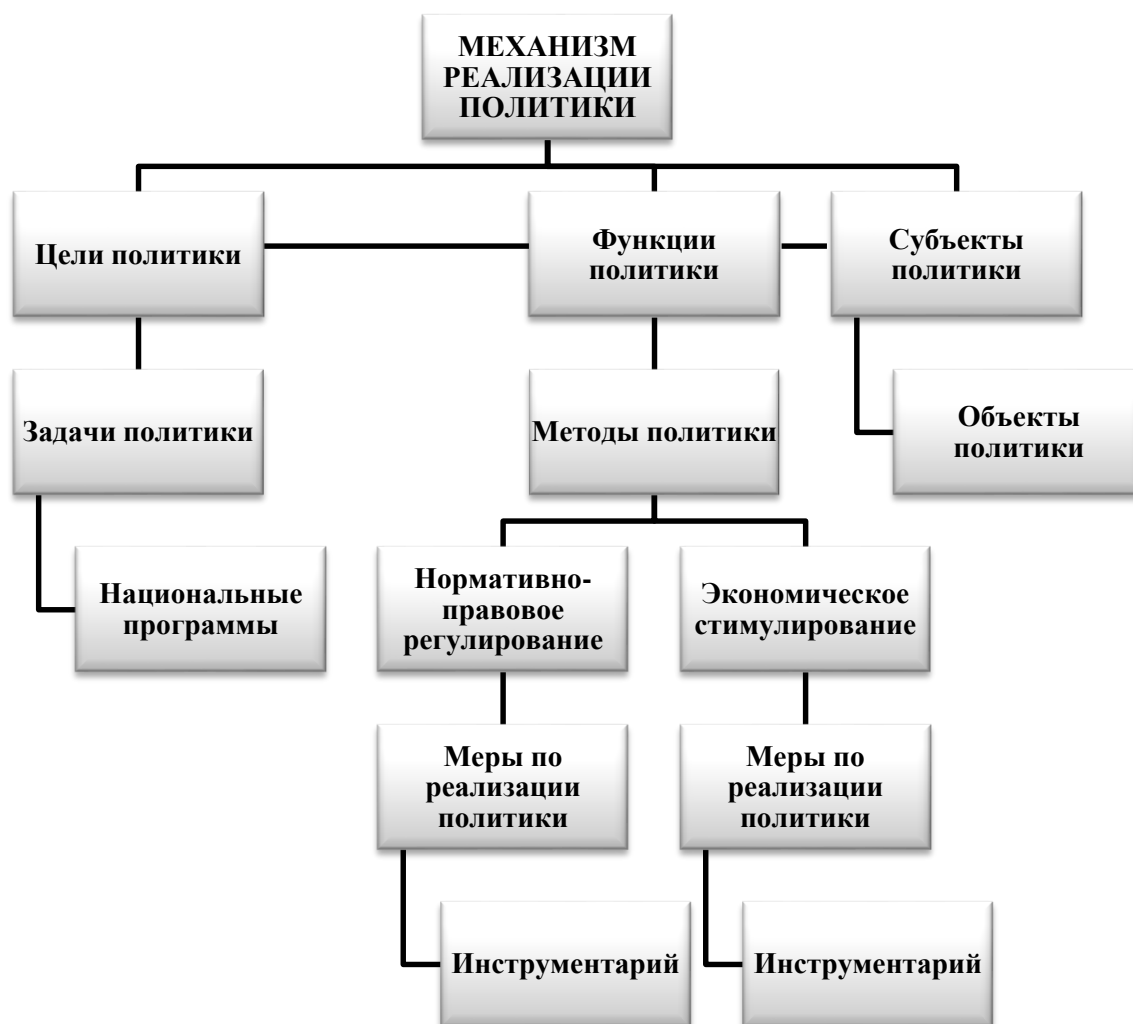 МЕХАНИЗМ
РЕАЛИЗАЦИИ
ПОЛИТИКИ
Цели политики
Функции
политики
Субъекты
политики
Задачи политики
Методы политики
Объекты
политики
Национальные
программы
Нормативно-
правовое
регулирование
Экономическое
стимулирование
Меры по
реализации
политики
Меры по
реализации
политики
Инструментарий
Инструментарий